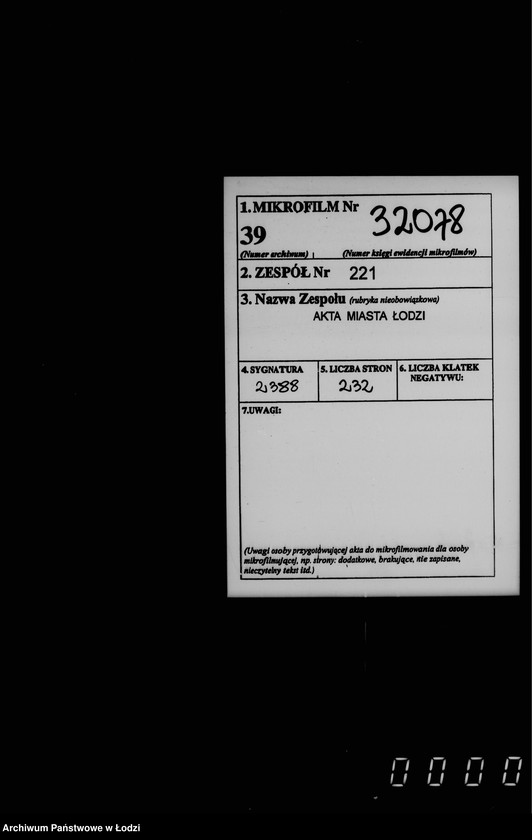 1. MIKROFILM Nr 32078
39
(Numer archiwum) (Numer księgi ewidencji mikrofilmów)
2. ZESPÓŁ Nr 221
3. Nazwa Zespołu (rubryka nieobowiązkowa)
AKTA MIASTA ŁODZI
4. SYGNATURA 5. LICZBA STRON 6. LICZBA KLATEK
NEGATYWU:
2388 232
7.UWAGI:
(Uwagi osoby przygotowującej akta do mikrofilmowania dla osoby
mikrofilmującej, np. strony: dodatkowe, brakujące, nie zapisane,
nieczytelny tekst itd.)
0000
Archiwum Państwowe w Łodzi